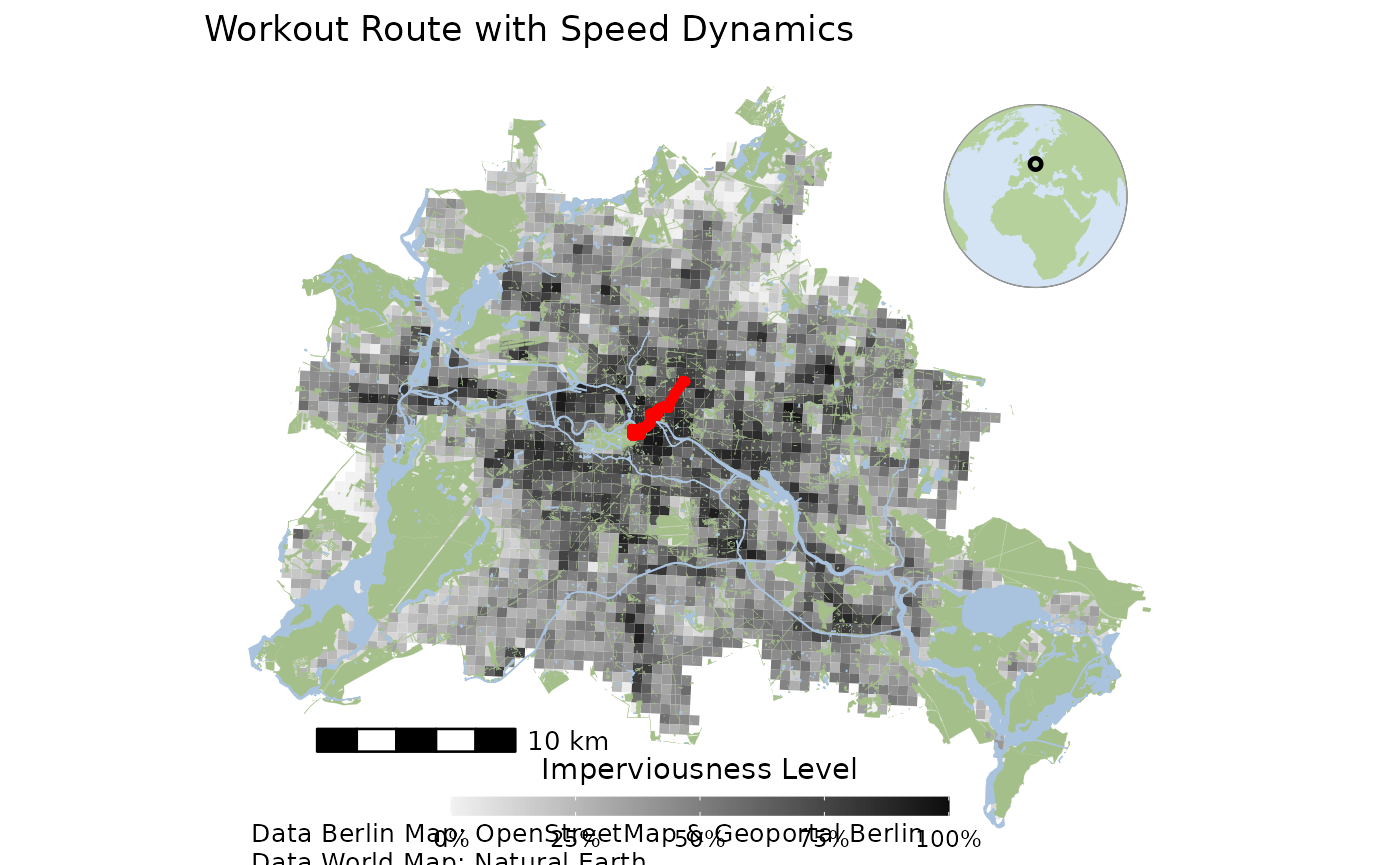 Workout Route with Speed Dynamics
10 km
Imperviousness Level
Data Berlin Map: OpenStreetMap & Geoportal Berlin
0% 25% 50% 75% 100%
Data World Map: Natural Earth